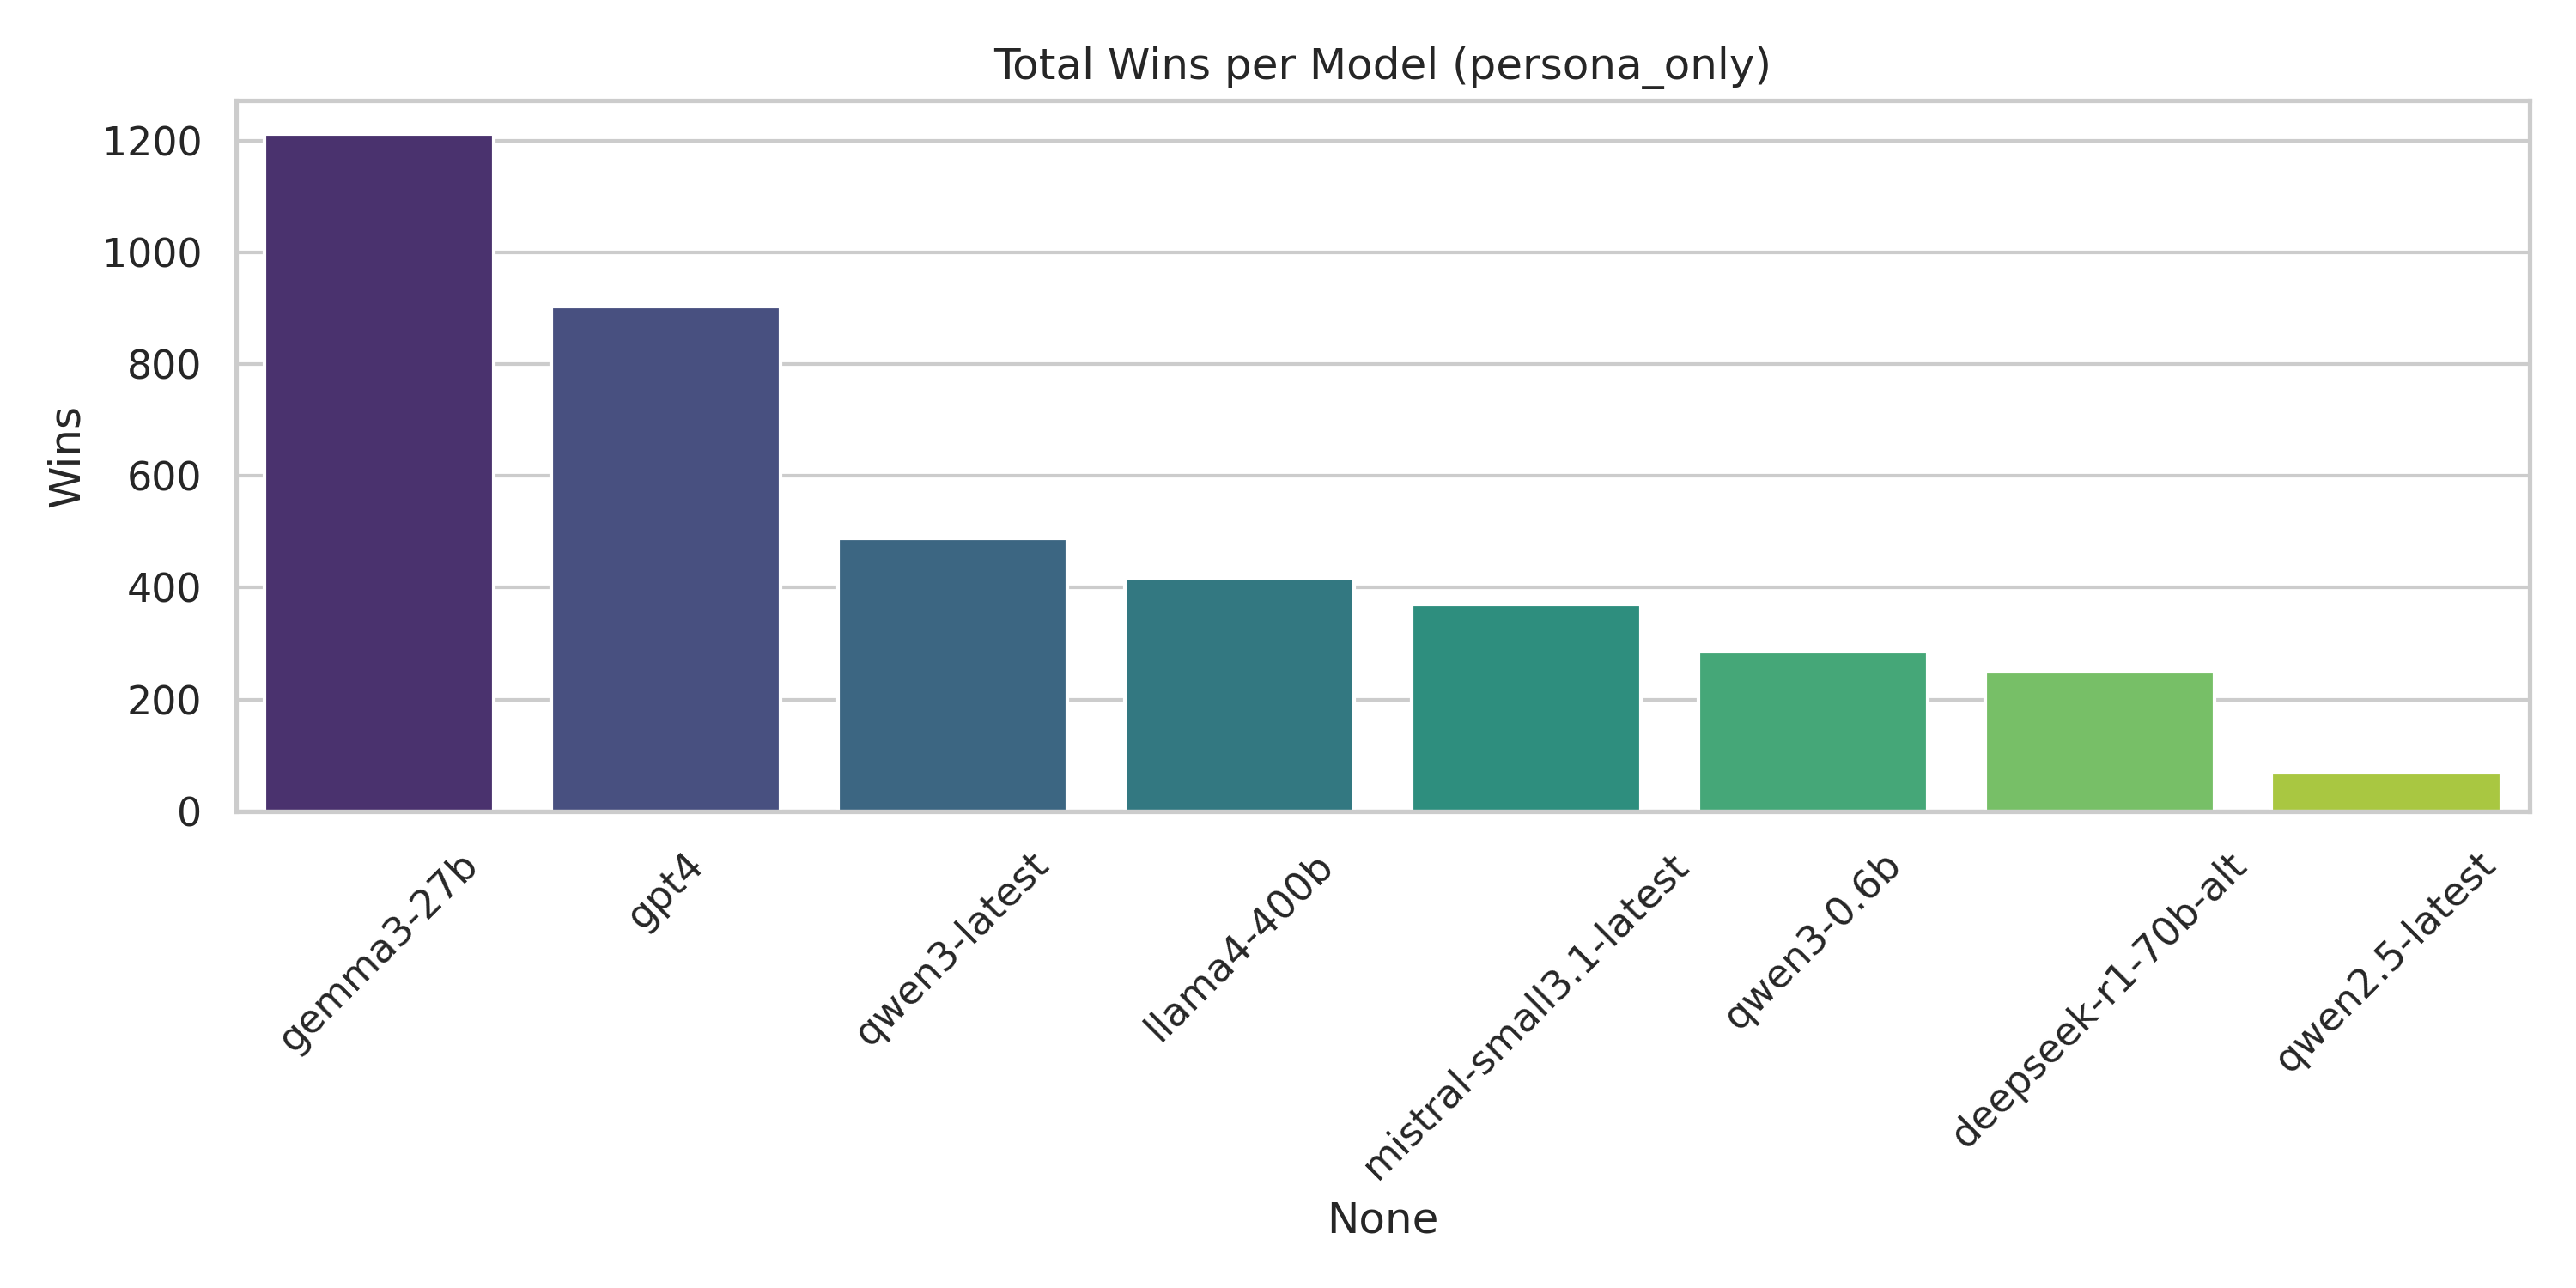 Total Wins per Model (persona_only)
Wins
1200
1000
800
600
400
200
0
gemma3-27b
gpt4
qwen3-latest
llama4-400b
mistral-small3.1-latest
qwen3-0.6b
deepseek-r1-70b-alt
qwen2.5-latest
None